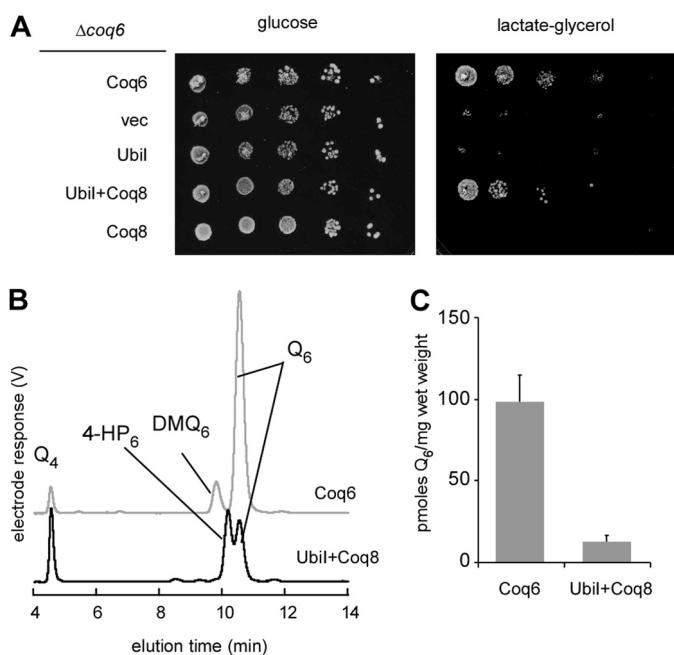 A
Δcoq6
glucose
lactate-glycerol
Coq6
vec
UbiI
UbiI+Coq8
Coq8
B
electrode response (V)
Q4
4-HP6
DMQ6
Q6
Coq6
UbiI+Coq8
4 6 8 10 12 14
elution time (min)
C
pmoles Q6/mg wet weight
150
100
50
0
Coq6 UbiI+Coq8